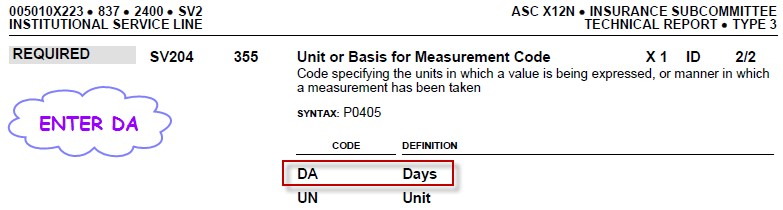 005010X223 • 837 • 2400 • SV2
INSTITUTIONAL SERVICE LINE
ASC X12N • INSURANCE SUBCOMMITTEE
TECHNICAL REPORT • TYPE 3
REQUIRED SV204 355 Unit or Basis for Measurement Code X 1 ID 2/2
Code specifying the units in which a value is being expressed, or manner in which
a measurement has been taken
SYNTAX: P0405
ENTER DA
CODE DEFINITION
DA Days
UN Unit